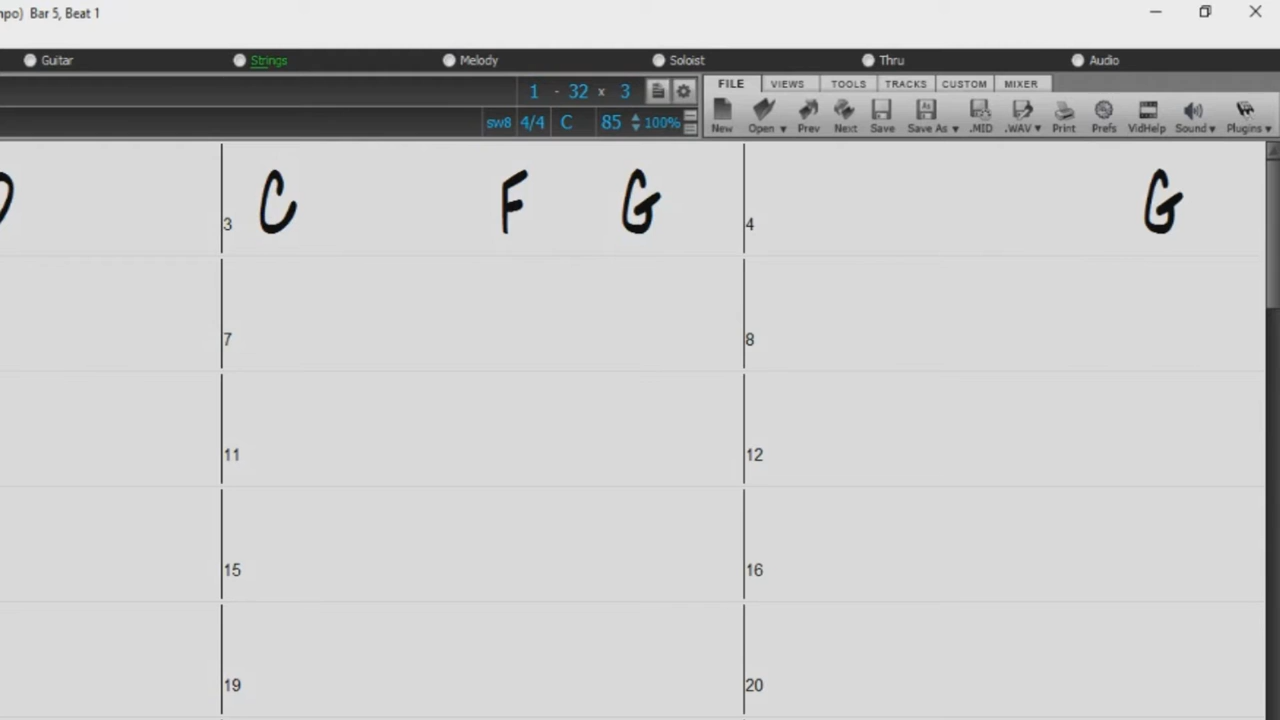 mpo) Bar 5, Beat 1
Guitar Strings Melody Soloist Thru Audio
1 - 32 x 3 FILE VIEWS TOOLS TRACKS CUSTOM MIXER
sw8 4/4 C 85 100% New Open Prev Next Save Save As .MID .WAV Print Prefs VidHelp Sound Plugins
3 C F G 4 G
7 8
11 12
15 16
19 20